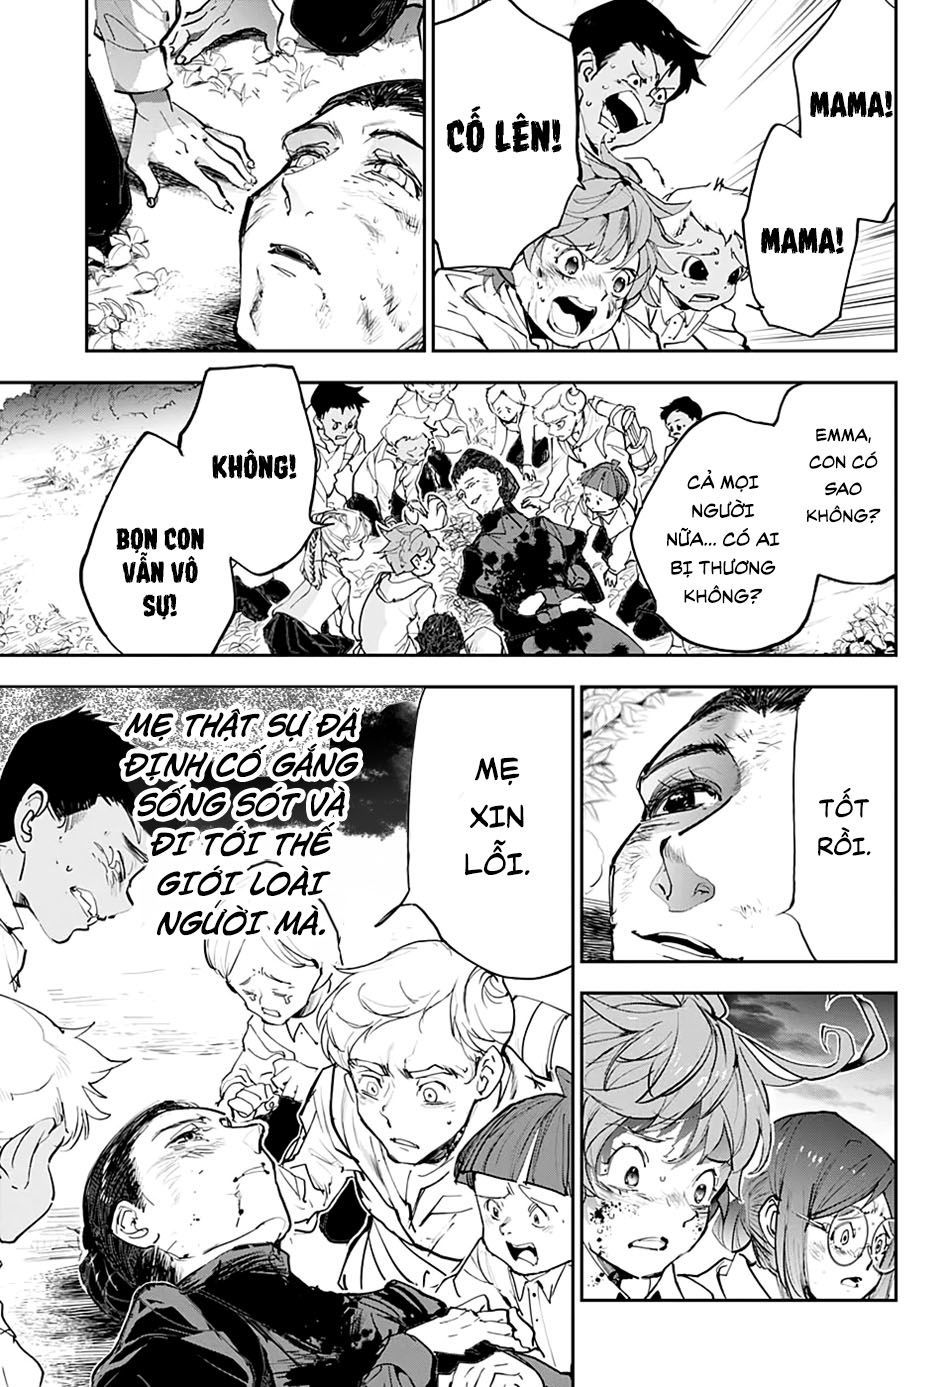 MAMA!
MAMA!
CỐ LÊN!
EMMA,
CON CÓ
SAO
KHÔNG?
CẢ MỌI
NGƯỜI
NỮA... CÓ AI
BỊ THƯƠNG
KHÔNG?
KHÔNG!
BỌN CON
VẪN VÔ
SỰ!
TỐT
RỒI.
MẸ
XIN
LỖI.
MẸ THẬT SỰ ĐÃ
ĐỊNH CỐ GẮNG
SỐNG SÓT VÀ
ĐI TỚI THẾ
GIỚI LOÀI
NGƯỜI MÀ.